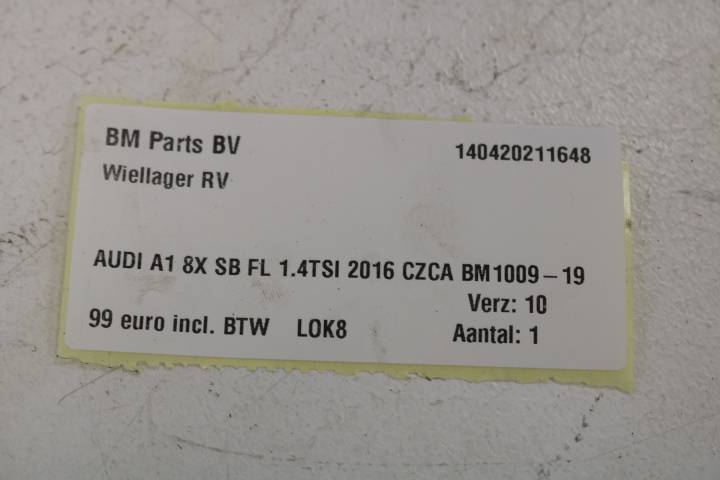 BM Parts BV 140420211648
Wiellager RV
AUDI A1 8X SB FL 1.4TSI 2016 CZCA BM1009-19
Verz: 10
99 euro incl. BTW LOK8 Aantal: 1